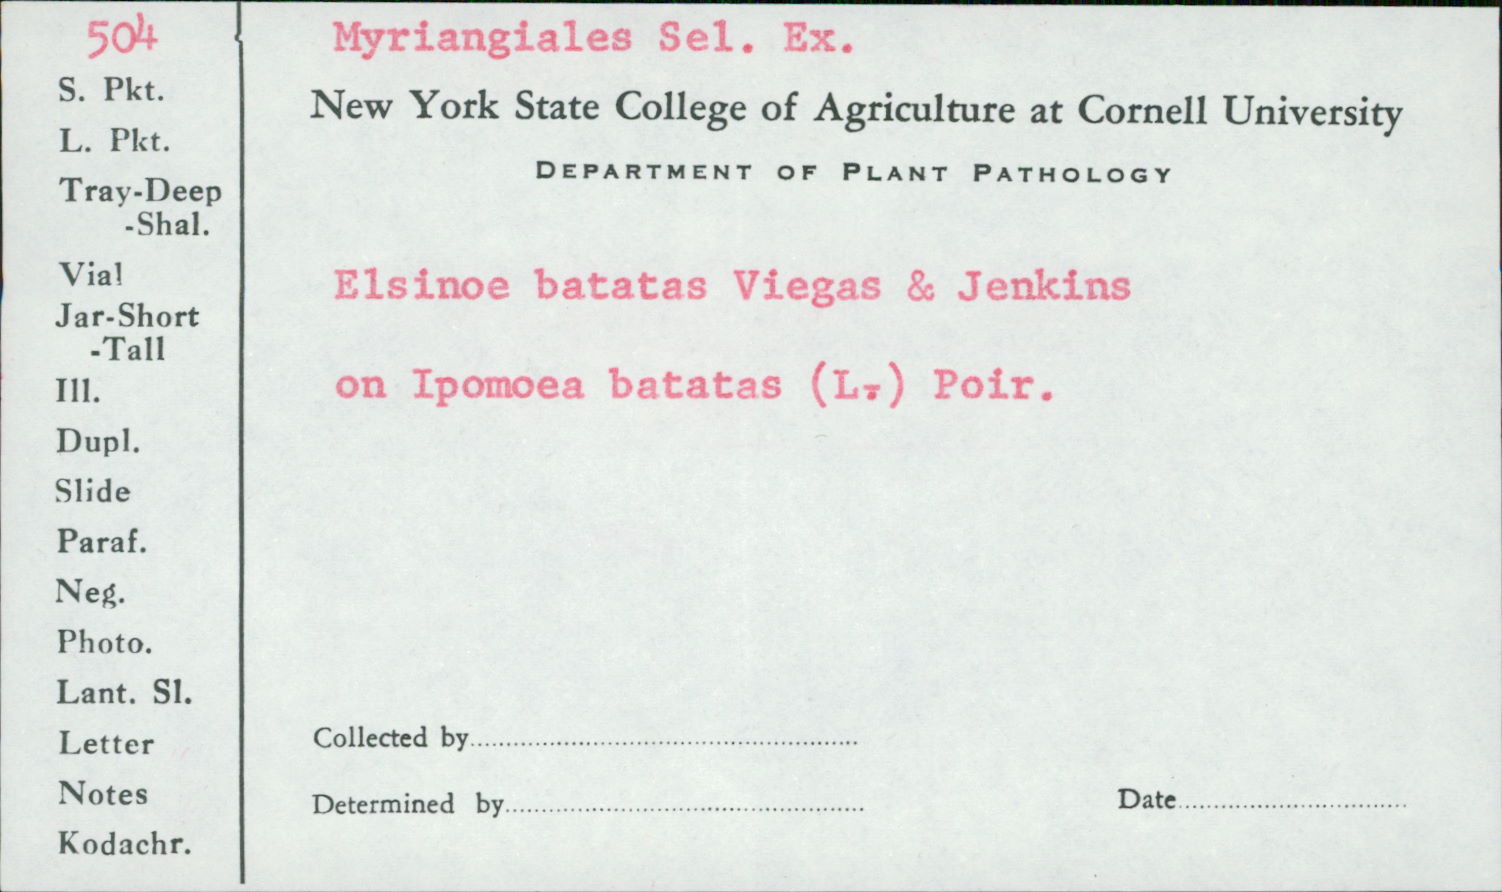 504
S. Pkt.
L. Pkt.
Tray-Deep
-Shal.
Vial
Jar-Short
-Tall
Ill.
Dupl.
Slide
Paraf.
Neg.
Photo.
Lant. Sl.
Letter
Notes
Kodachr.
Myriangiales Sel. Ex.
New York State College of Agriculture at Cornell University
DEPARTMENT OF PLANT PATHOLOGY
Elsinoe batatas Viegas & Jenkins
on Ipomoea batatas (L.) Poir.
Collected by
Determined by
Date